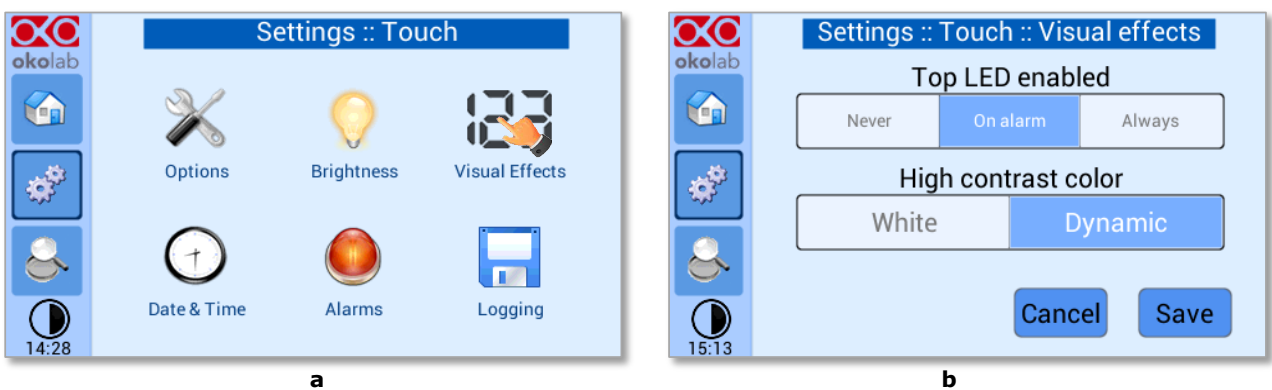 okolab
Settings :: Touch
Options
Brightness
123
Visual Effects
Date & Time
Alarms
Logging
14:28
a
okolab
Settings :: Touch :: Visual effects
Top LED enabled
Never
On alarm
Always
High contrast color
White
Dynamic
Cancel
Save
15:13
b